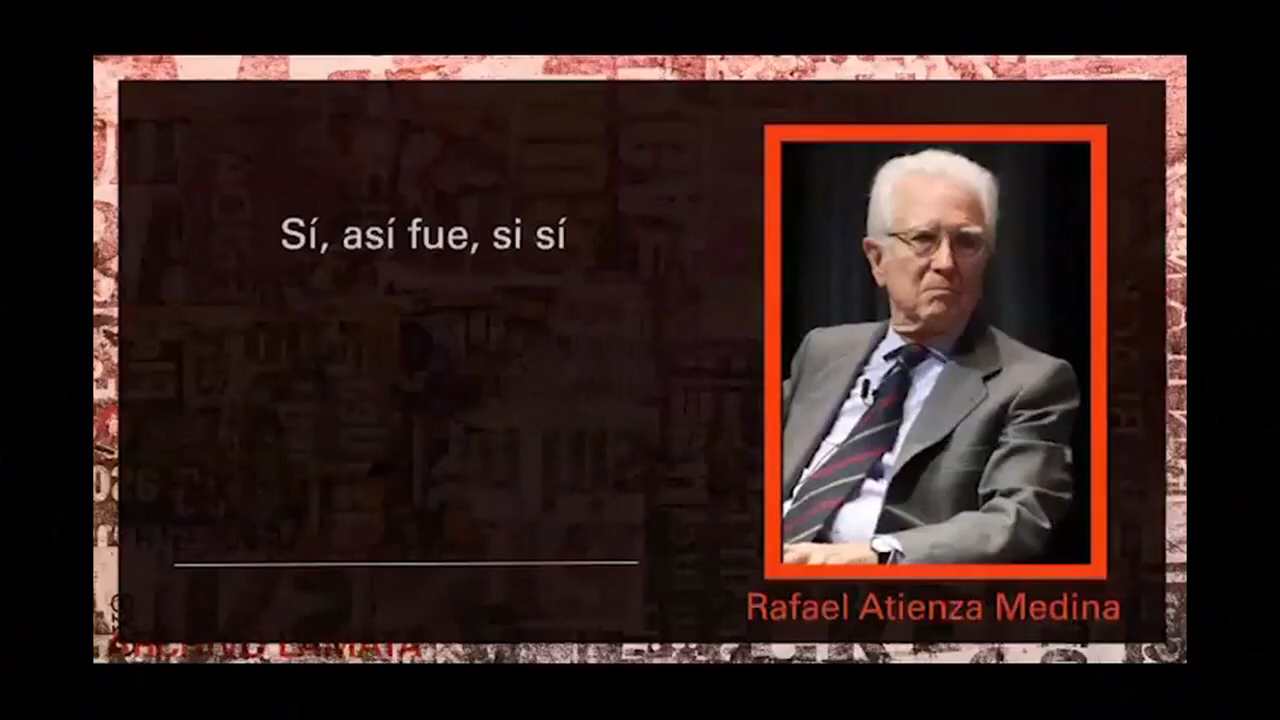 Sí, así fue, si sí
Rafael Atienza Medina